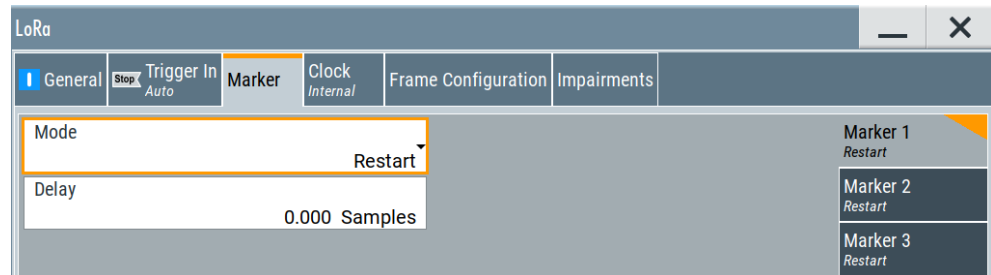 LoRa
General
Stop Trigger In
Auto
Marker
Clock
Internal
Frame Configuration
Impairments
Mode
Restart
Delay
0.000 Samples
Marker 1
Restart
Marker 2
Restart
Marker 3
Restart